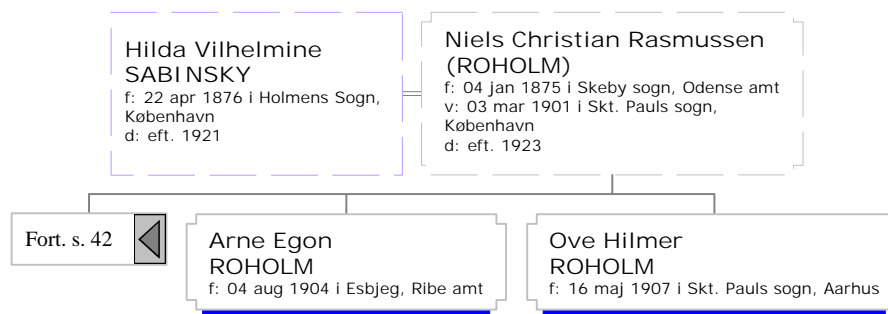 Hilda Vilhelmine
SABINSKY
f: 22 apr 1876 i Holmens Sogn,
København
d: eft. 1921
Niels Christian Rasmussen
(ROHOLM)
f: 04 jan 1875 i Skeby sogn, Odense amt
v: 03 mar 1901 i Skt. Pauls sogn,
København
d: eft. 1923
Fort. s. 42
Arne Egon
ROHOLM
f: 04 aug 1904 i Esbjeg, Ribe amt
Ove Hilmer
ROHOLM
f: 16 maj 1907 i Skt. Pauls sogn, Aarhus